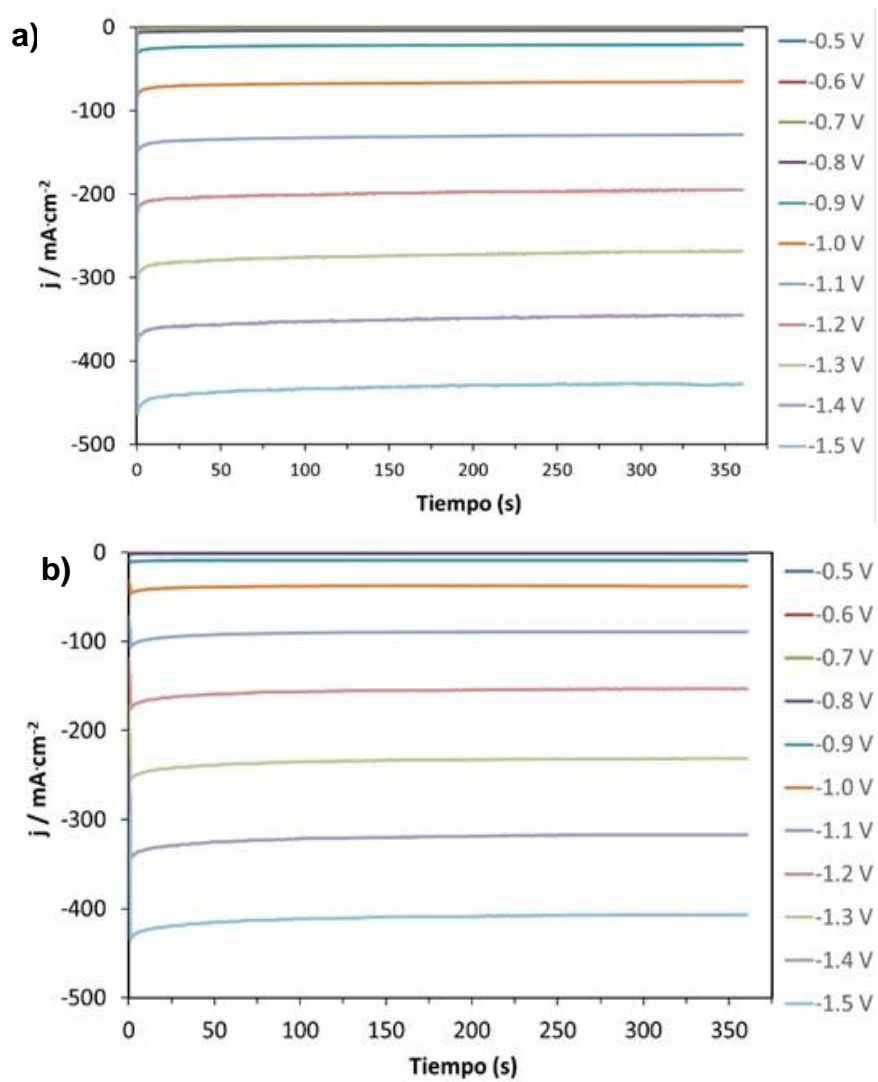 a)
0
-100
-200
-300
-400
-500
j / mA·cm-2
0 50 100 150 200 250 300 350
Tiempo (s)
-0.5 V
-0.6 V
-0.7 V
-0.8 V
-0.9 V
-1.0 V
-1.1 V
-1.2 V
-1.3 V
-1.4 V
-1.5 V
b)
0
-100
-200
-300
-400
-500
j / mA·cm-2
0 50 100 150 200 250 300 350
Tiempo (s)
-0.5 V
-0.6 V
-0.7 V
-0.8 V
-0.9 V
-1.0 V
-1.1 V
-1.2 V
-1.3 V
-1.4 V
-1.5 V